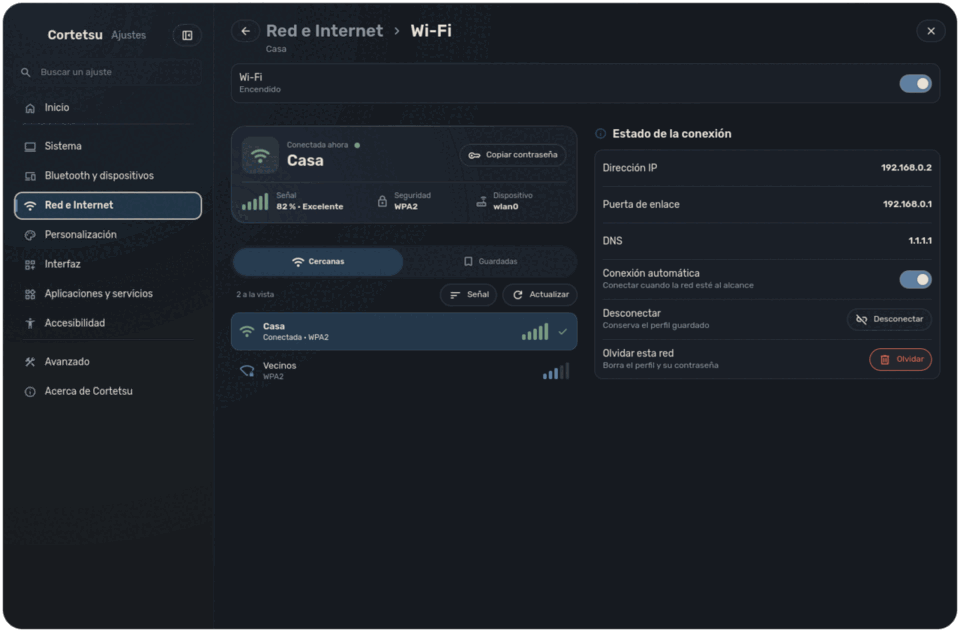 Cortetsu Ajustes
Buscar un ajuste
Inicio
Sistema
Bluetooth y dispositivos
Red e Internet
Personalización
Interfaz
Aplicaciones y servicios
Accesibilidad
Avanzado
Acerca de Cortetsu
Red e Internet › Wi-Fi
Casa
Wi-Fi
Encendido
Conectada ahora
Casa
Copiar contraseña
Señal
82 % • Excelente
Seguridad
WPA2
Dispositivo
wlan0
Cercanas
Guardadas
2 a la vista
Señal
Actualizar
Casa
Conectada • WPA2
Vecinos
WPA2
Estado de la conexión
Dirección IP 192.168.0.2
Puerta de enlace 192.168.0.1
DNS 1.1.1.1
Conexión automática
Conectar cuando la red esté al alcance
Desconectar
Conserva el perfil guardado
Desconectar
Olvidar esta red
Borra el perfil y su contraseña
Olvidar